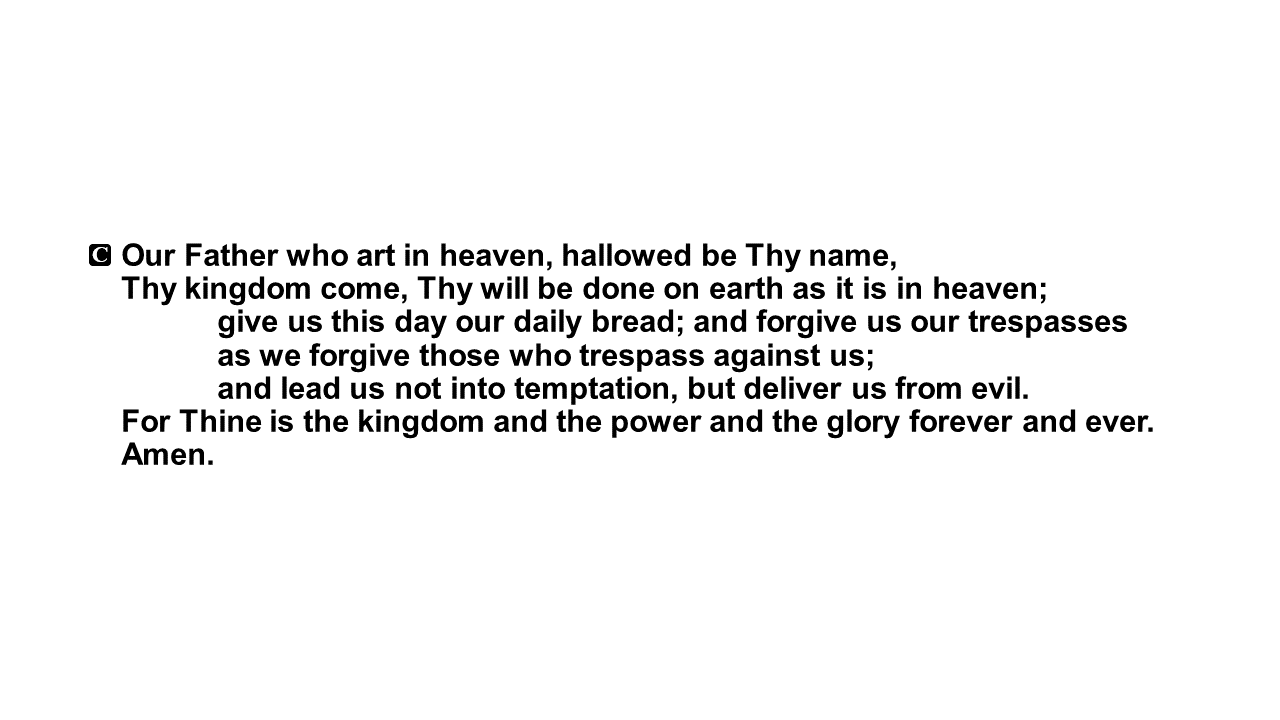 C Our Father who art in heaven, hallowed be Thy name,
Thy kingdom come, Thy will be done on earth as it is in heaven;
give us this day our daily bread; and forgive us our trespasses
as we forgive those who trespass against us;
and lead us not into temptation, but deliver us from evil.
For Thine is the kingdom and the power and the glory forever and ever.
Amen.